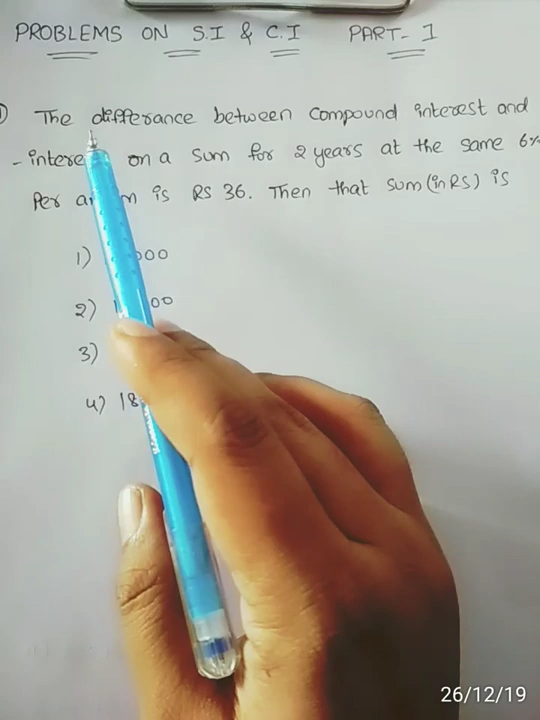 PROBLEMS ON S.I & C.I PART- 1
The differance between compound interest and
- on a sum for 2 years at the same 6%
Per is RS 36. Then that sum (in RS) is
1)
2)
3)
4)
26/12/19